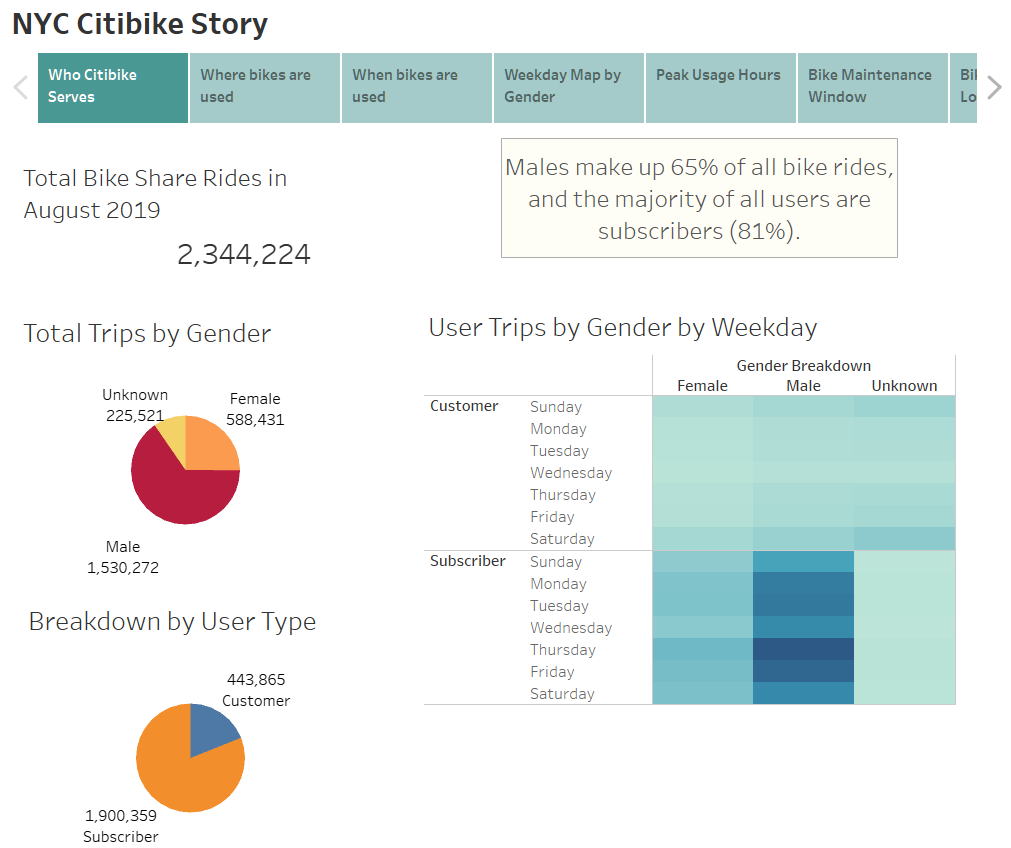 NYC Citibike Story
Who Citibike
Serves
Where bikes are
used
When bikes are
used
Weekday Map by
Gender
Peak Usage Hours
Bike Maintenance
Window
Total Bike Share Rides in
August 2019
2,344,224
Males make up 65% of all bike rides,
and the majority of all users are
subscribers (81%).
Total Trips by Gender
Unknown
225,521
Female
588,431
Male
1,530,272
Breakdown by User Type
443,865
Customer
1,900,359
Subscriber
User Trips by Gender by Weekday
Gender Breakdown
Female Male Unknown
Customer Sunday
Monday
Tuesday
Wednesday
Thursday
Friday
Saturday
Subscriber Sunday
Monday
Tuesday
Wednesday
Thursday
Friday
Saturday